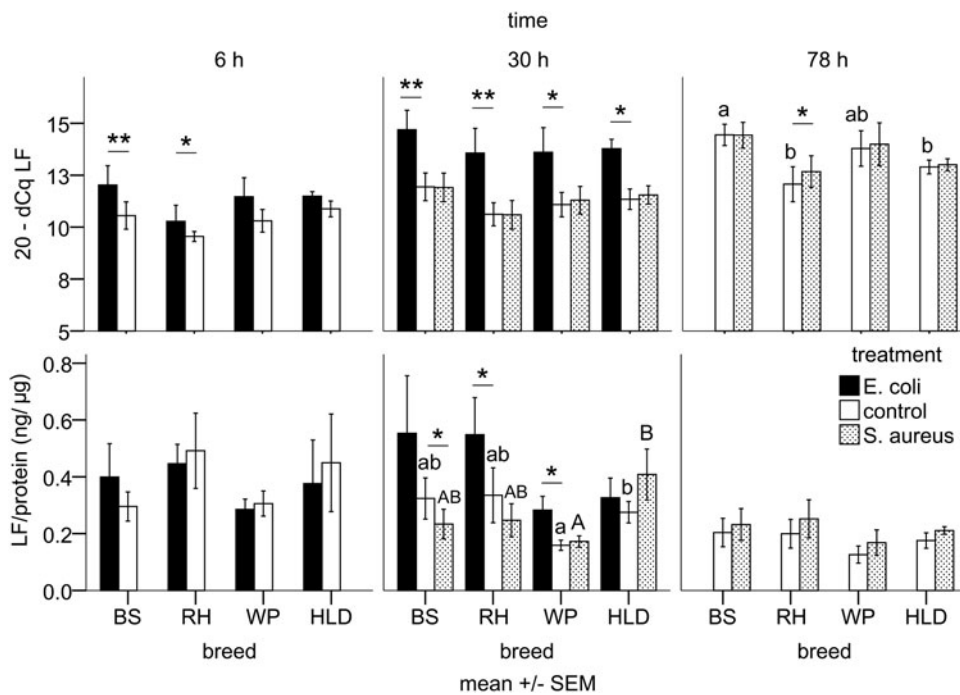 time
6 h 30 h 78 h
20 - dCq LF
15
13
10
8
5
** * ** ** * * a b * ab b
LF/protein (ng/ µg)
0.8
0.6
0.4
0.2
0.0
* ab AB * ab AB * a A b B
treatment
E. coli
control
S. aureus
BS RH WP HLD BS RH WP HLD BS RH WP HLD
breed breed breed
mean +/- SEM